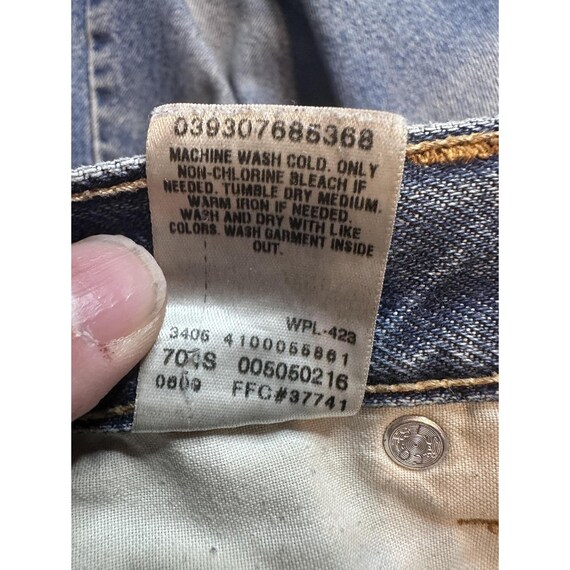 039307685368
MACHINE WASH COLD. ONLY
NON-CHLORINE BLEACH IF
NEEDED. TUMBLE DRY MEDIUM.
WARM IRON IF NEEDED.
WASH AND DRY WITH LIKE
COLORS. WASH GARMENT INSIDE
OUT.
WPL-423
3406 4100055861
005050216
FFC#37741